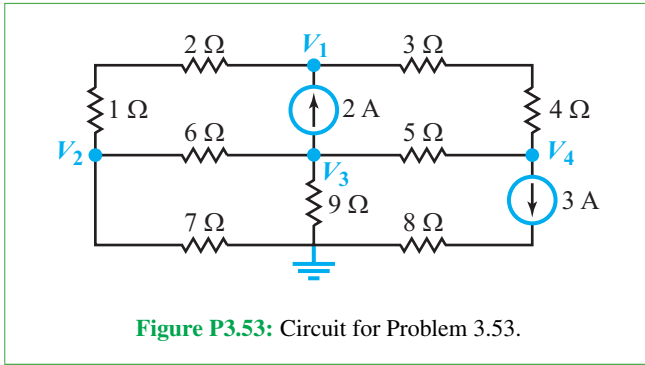 2 Ω V1 3 Ω
1 Ω 2 A 4 Ω
6 Ω 5 Ω
V2 V3 V4
9 Ω 3 A
7 Ω 8 Ω
Figure P3.53: Circuit for Problem 3.53.